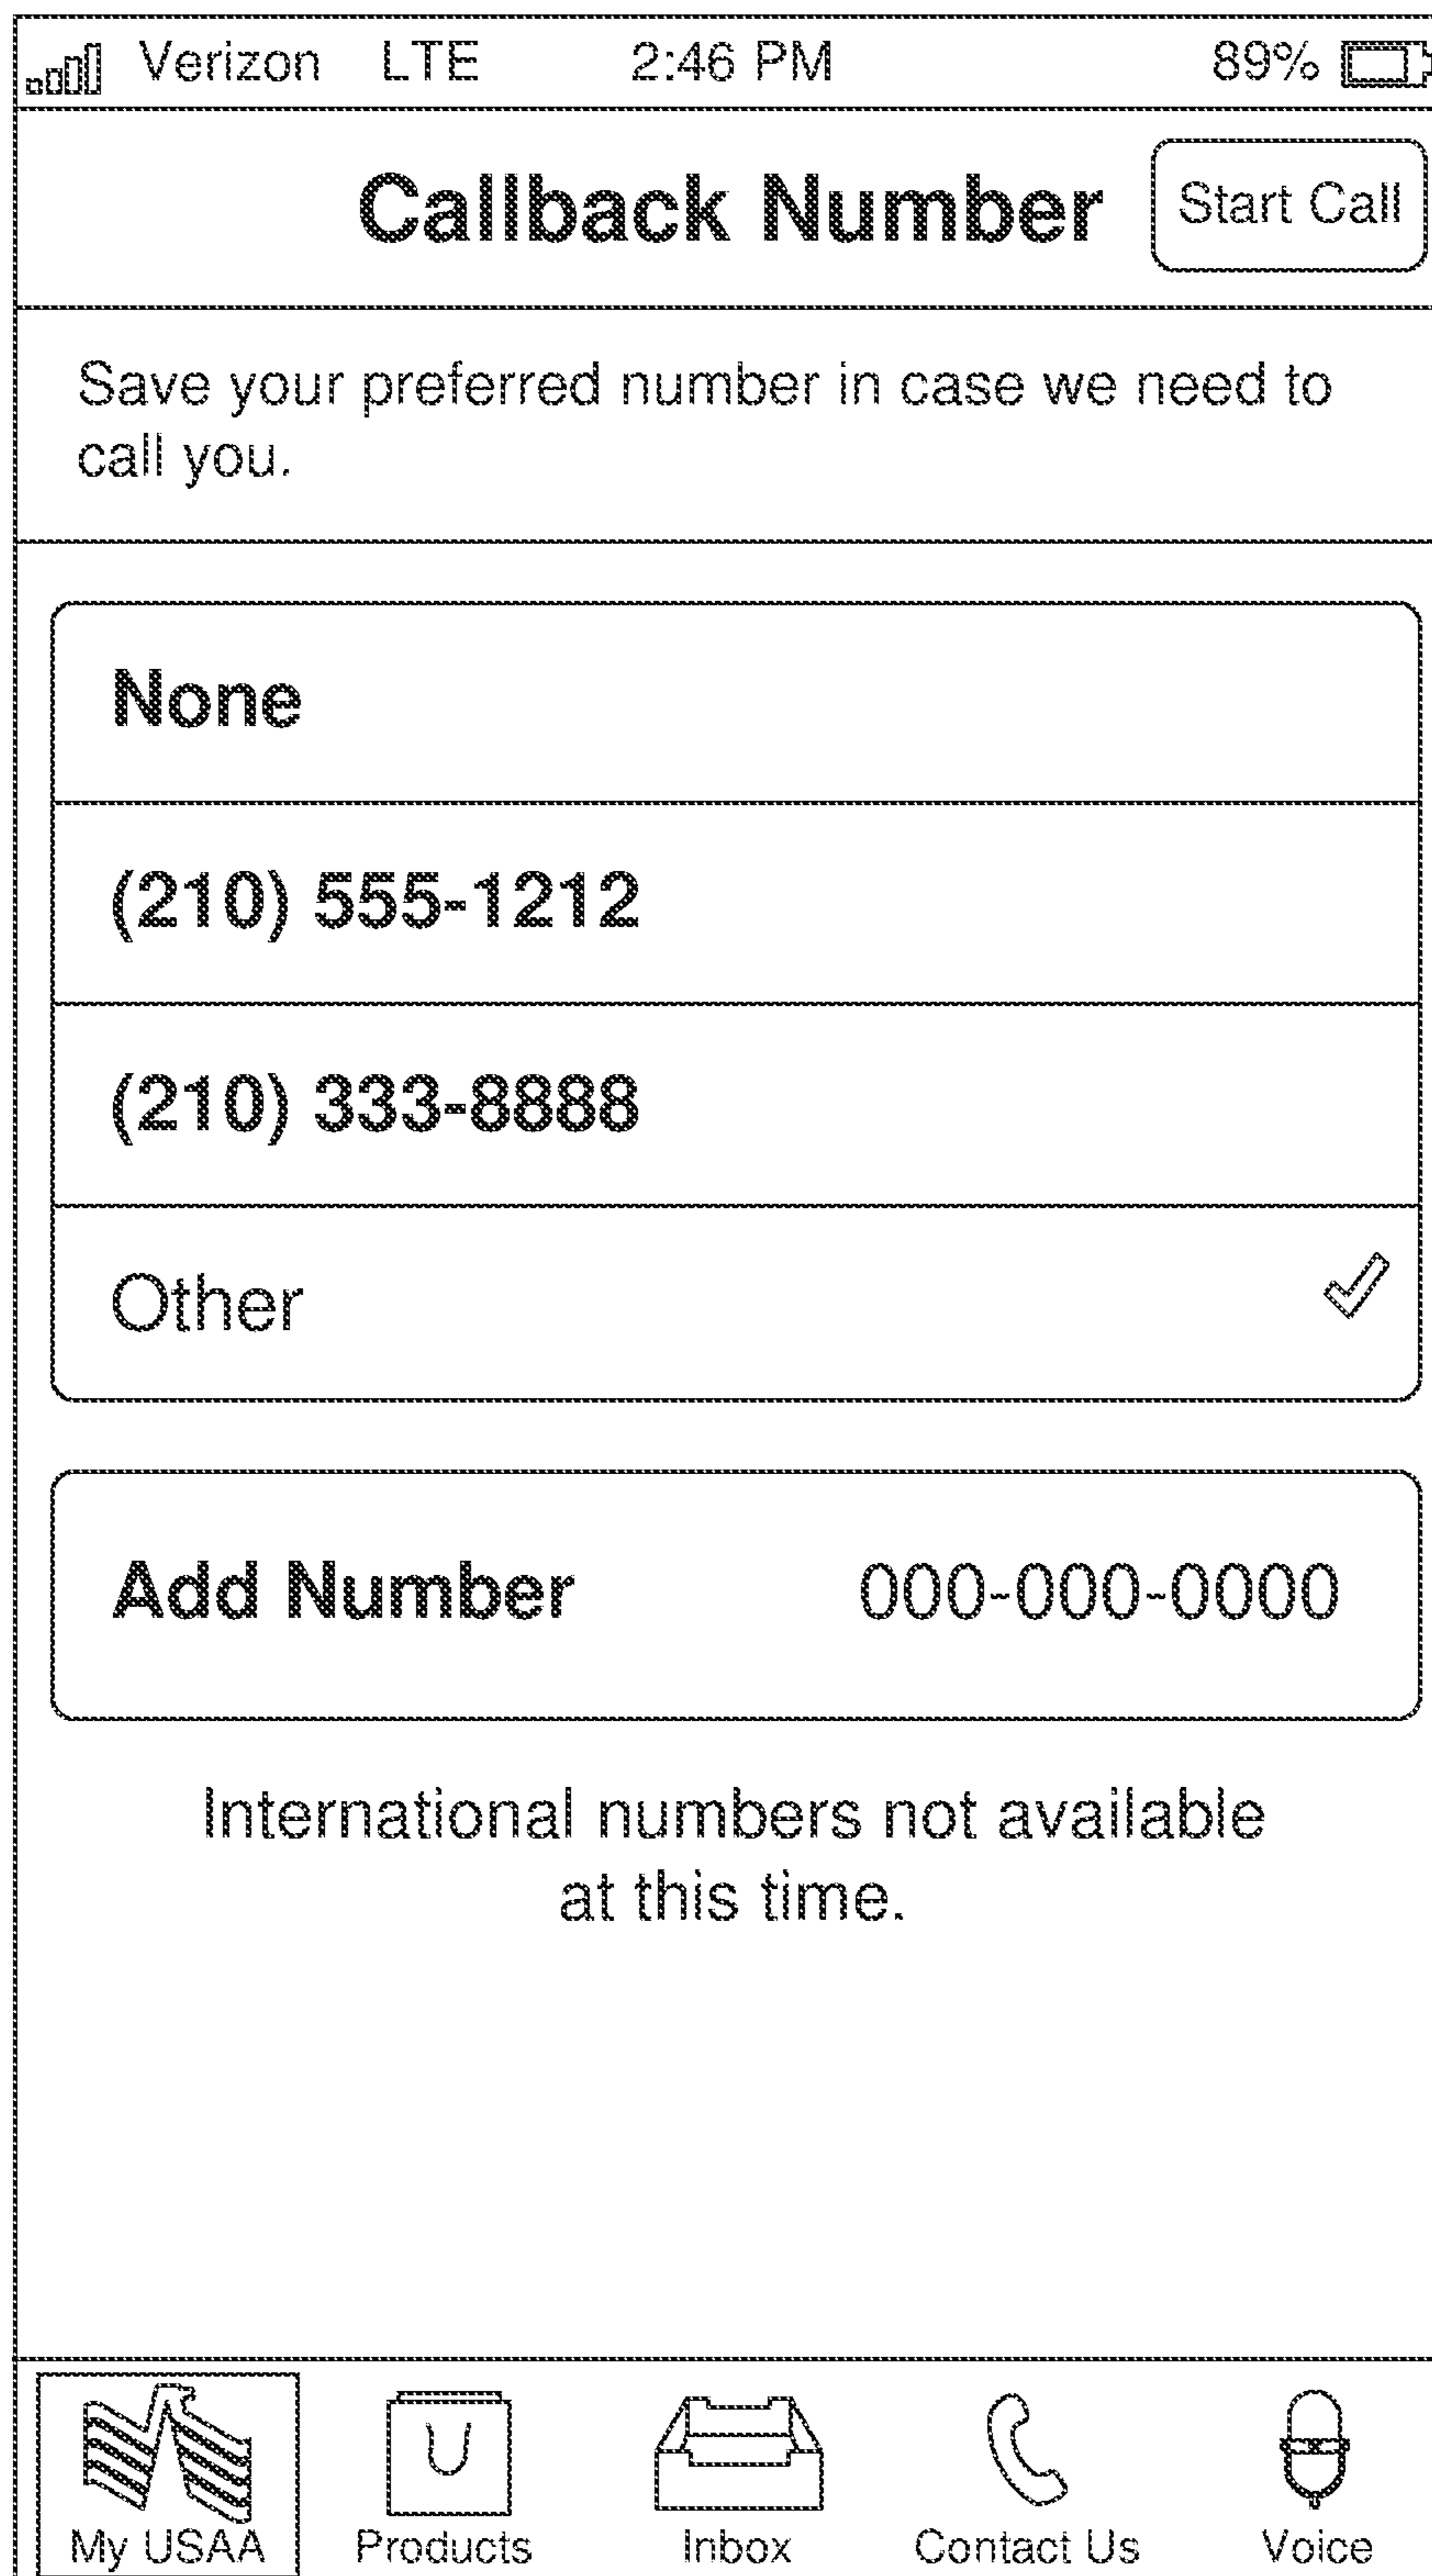 Verizon LTE 2:46 PM 89%
Callback Number Start Call
Save your preferred number in case we need to
call you.
None
(210) 555-1212
(210) 333-8888
Other
Add Number 000-000-0000
International numbers not available
at this time.
My USAA Products Inbox Contact Us Voice